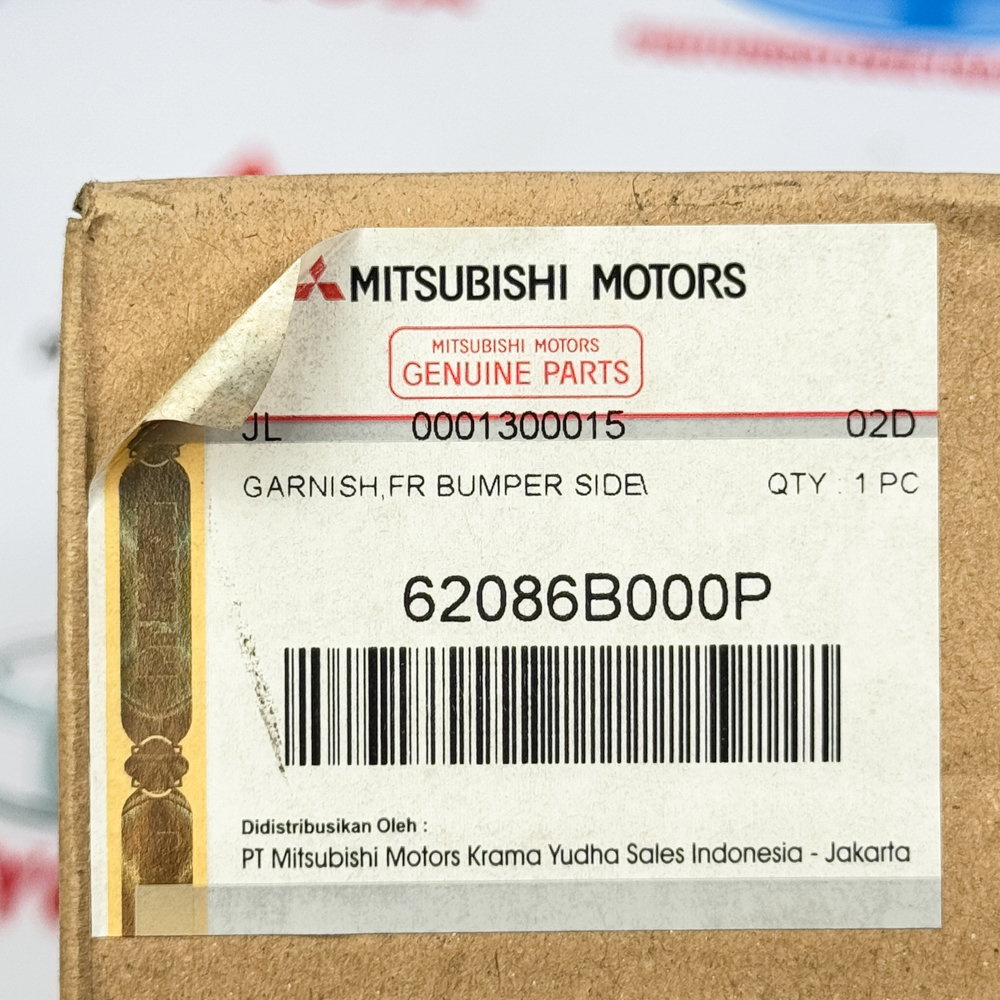 MITSUBISHI MOTORS
MITSUBISHI MOTORS
GENUINE PARTS
JL 0001300015 02D
GARNISH,FR BUMPER SIDE\ QTY : 1 PC
62086B000P
Didistribusikan Oleh :
PT Mitsubishi Motors Krama Yudha Sales Indonesia - Jakarta